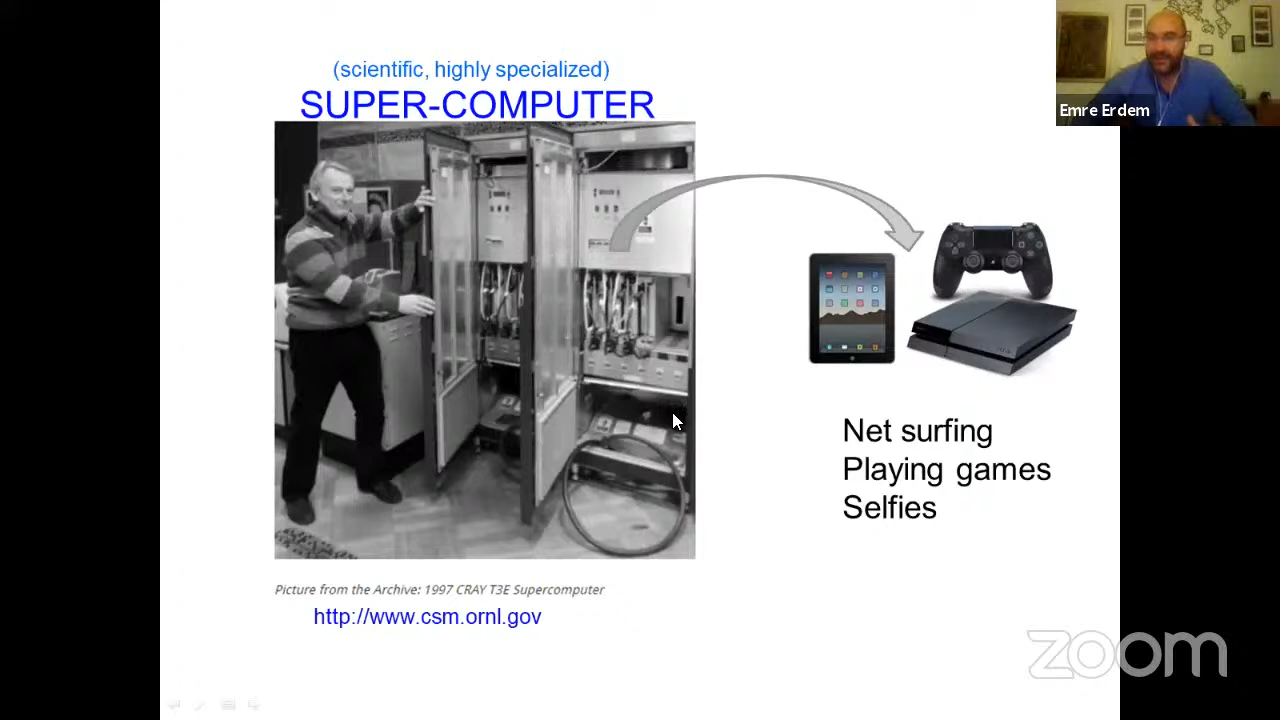 (scientific, highly specialized)
SUPER-COMPUTER
Emre Erdem
Net surfing
Playing games
Selfies
Picture from the Archive: 1997 CRAY T3E Supercomputer
http://www.csm.ornl.gov
zoom